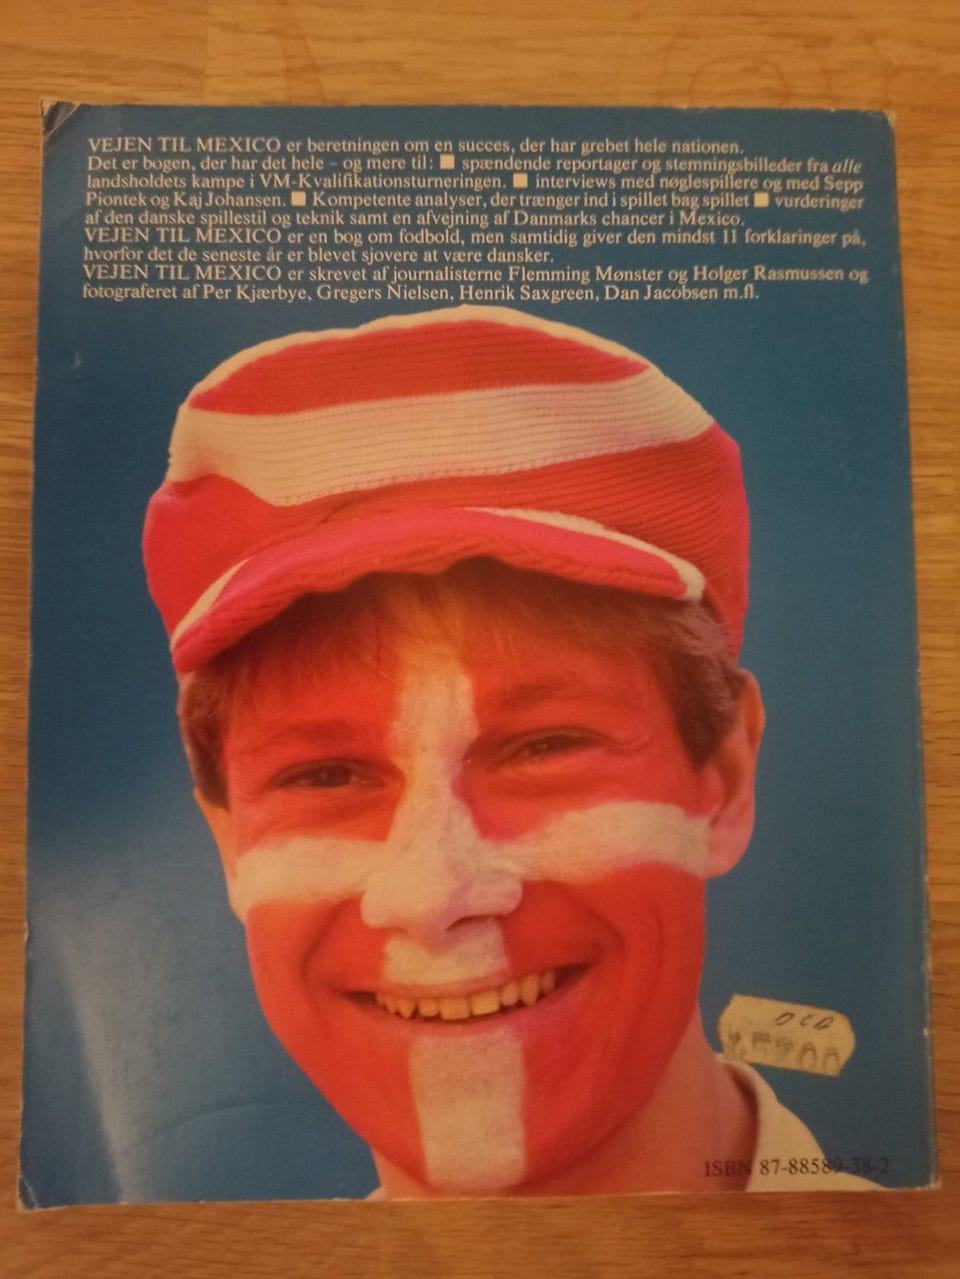 VEJEN TIL MEXICO er beretningen om en succes, der har grebet hele nationen.
Det er bogen, der har det hele – og mere til: ■ spændende reportager og stemningsbilleder fra alle
landsholdets kampe i VM-Kvalifikationsturneringen. ■ interviews med nøglespillere og med Sepp
Piontek og Kaj Johansen. ■ Kompetente analyser, der trænger ind i spillet bag spillet ■ vurderinger
af den danske spillestil og teknik samt en afvejning af Danmarks chancer i Mexico.
VEJEN TIL MEXICO er en bog om fodbold, men samtidig giver den mindst 11 forklaringer på,
hvorfor det de seneste år er blevet sjovere at være dansker.
VEJEN TIL MEXICO er skrevet af journalisterne Flemming Mønster og Holger Rasmussen og
fotograferet af Per Kjærbye, Gregers Nielsen, Henrik Saxgreen, Dan Jacobsen m.fl.
ISBN 87-88589-38-2